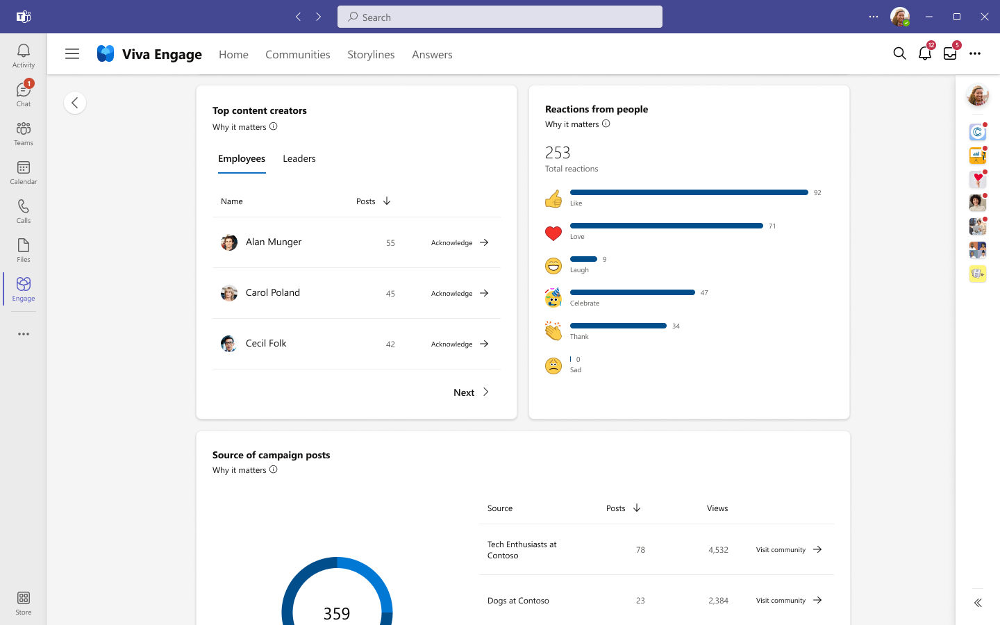 Search
Activity
1
Chat
Teams
Calendar
Calls
Files
Engage
Store
Viva Engage
Home
Communities
Storylines
Answers
12
5
Top content creators
Why it matters
Employees
Leaders
Name
Posts
Alan Munger
55
Acknowledge
Carol Poland
45
Acknowledge
Cecil Folk
42
Acknowledge
Next
Reactions from people
Why it matters
253
Total reactions
92
Like
71
Love
9
Laugh
47
Celebrate
34
Thank
0
Sad
Source of campaign posts
Why it matters
359
Source
Posts
Views
Tech Enthusiasts at
Contoso
78
4,532
Visit community
Dogs at Contoso
23
2,384
Visit community